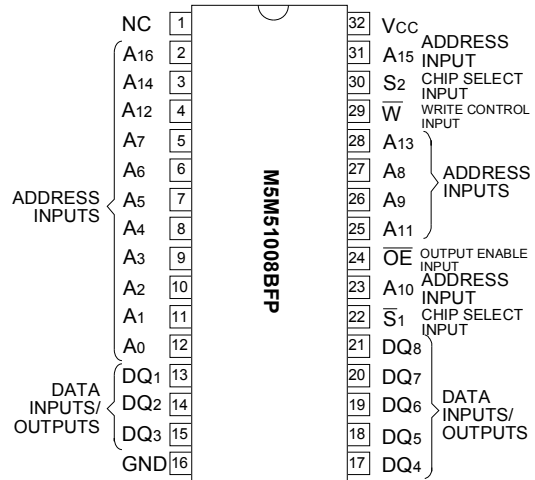 NC 1
A16 2
A14 3
A12 4
A7 5
A6 6
A5 7
A4 8
A3 9
A2 10
A1 11
A0 12
DQ1 13
DQ2 14
DQ3 15
GND 16
ADDRESS
INPUTS
DATA
INPUTS/
OUTPUTS
M5M51008BFP
32 VCC
31 A15 ADDRESS
INPUT
30 S2 CHIP SELECT
INPUT
29 W̅ WRITE CONTROL
INPUT
28 A13
27 A8
26 A9
25 A11
ADDRESS
INPUTS
24 O̅E̅ OUTPUT ENABLE
INPUT
23 A10 ADDRESS
INPUT
22 S̅1 CHIP SELECT
INPUT
21 DQ8
20 DQ7
19 DQ6
18 DQ5
17 DQ4
DATA
INPUTS/
OUTPUTS